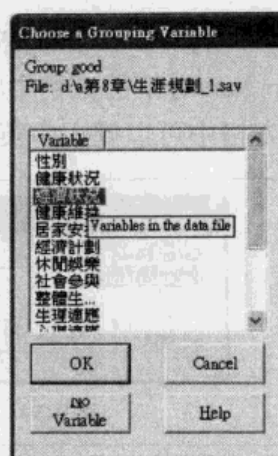 Choose a Grouping Variable
Group: good
File: d:\a第8章\生涯規劃_1.sav
Variable
性別
健康狀況
健康維持
居家安
Variables in the data file
經濟計劃
休閒娛樂
社會參與
整體生...
生理適應
OK
Cancel
No
Variable
Help